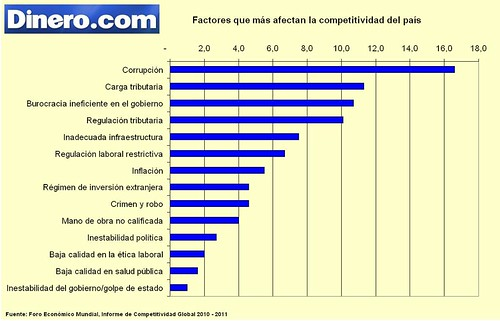 Dinero.com
Factores que más afectan la competitividad del país
- 2,0 4,0 6,0 8,0 10,0 12,0 14,0 16,0 18,0
Corrupción
Carga tributaria
Burocracia ineficiente en el gobierno
Regulación tributaria
Inadecuada infraestructura
Regulación laboral restrictiva
Inflación
Régimen de inversión extranjera
Crimen y robo
Mano de obra no calificada
Inestabilidad política
Baja calidad en la ética laboral
Baja calidad en salud pública
Inestabilidad del gobierno/golpe de estado
Fuente: Foro Económico Mundial, Informe de Competitividad Global 2010 - 2011